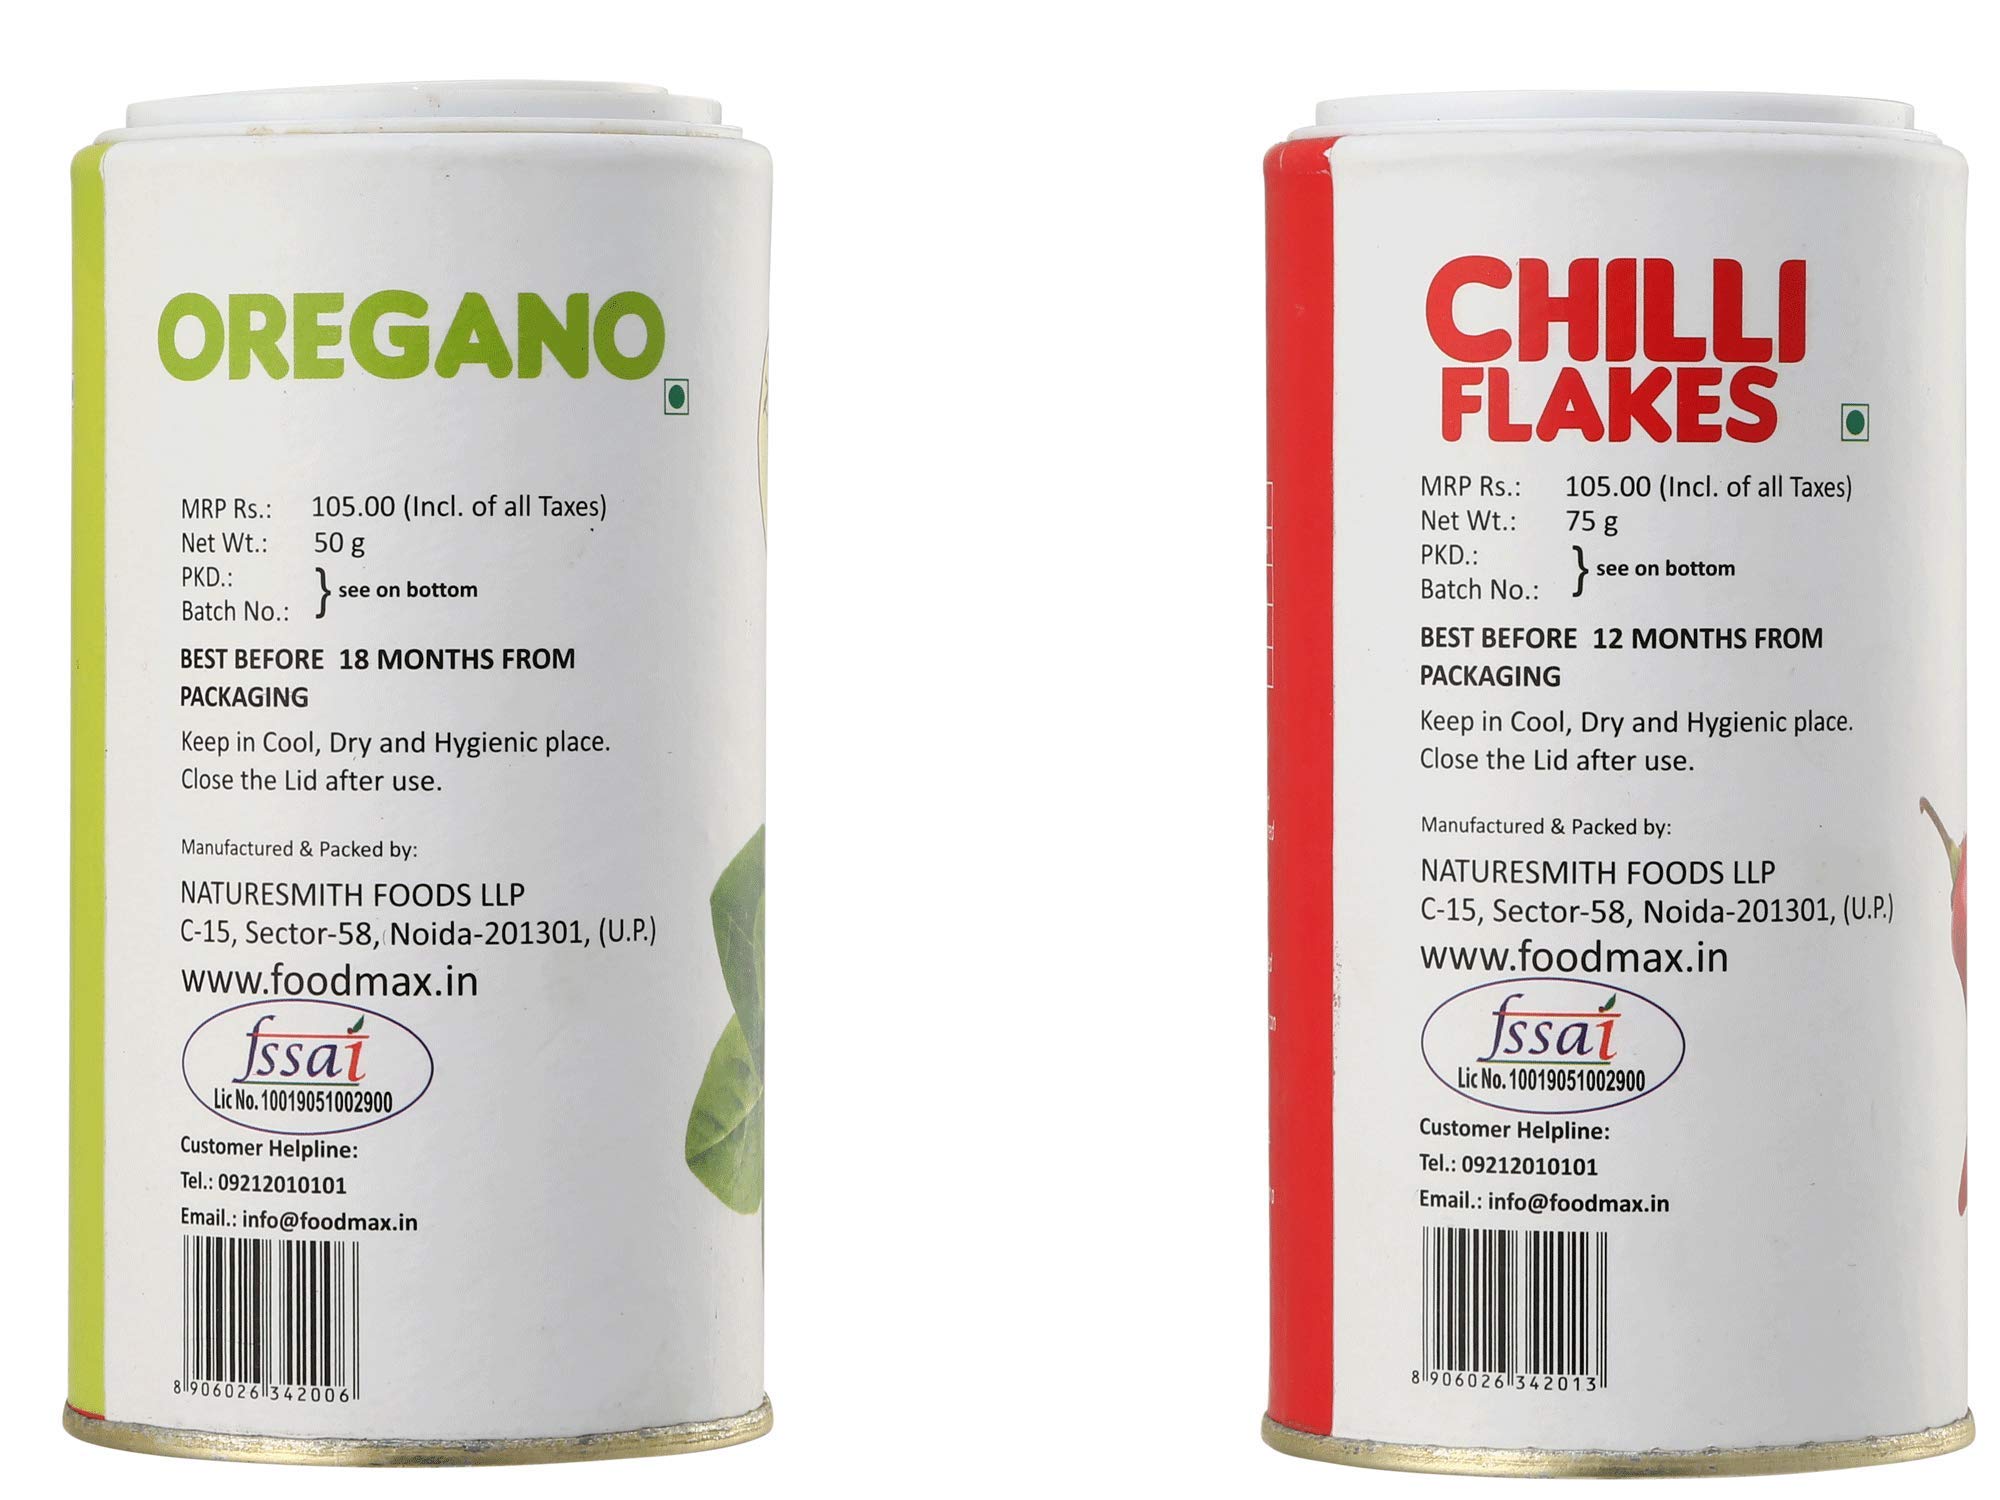 OREGANO
MRP Rs.: 105.00 (Incl. of all Taxes)
Net Wt.: 50 g
PKD.:
Batch No.: } see on bottom
BEST BEFORE 18 MONTHS FROM
PACKAGING
Keep in Cool, Dry and Hygienic place.
Close the Lid after use.
Manufactured & Packed by:
NATURESMITH FOODS LLP
C-15, Sector-58, Noida-201301, (U.P.)
www.foodmax.in
fssai
Lic No. 10019051002900
Customer Helpline:
Tel.: 09212010101
Email.: info@foodmax.in
8 906026 342006
CHILLI
FLAKES
MRP Rs.: 105.00 (Incl. of all Taxes)
Net Wt.: 75 g
PKD.:
Batch No.: } see on bottom
BEST BEFORE 12 MONTHS FROM
PACKAGING
Keep in Cool, Dry and Hygienic place.
Close the Lid after use.
Manufactured & Packed by:
NATURESMITH FOODS LLP
C-15, Sector-58, Noida-201301, (U.P.)
www.foodmax.in
fssai
Lic No. 10019051002900
Customer Helpline:
Tel.: 09212010101
Email.: info@foodmax.in
8 906026 342013